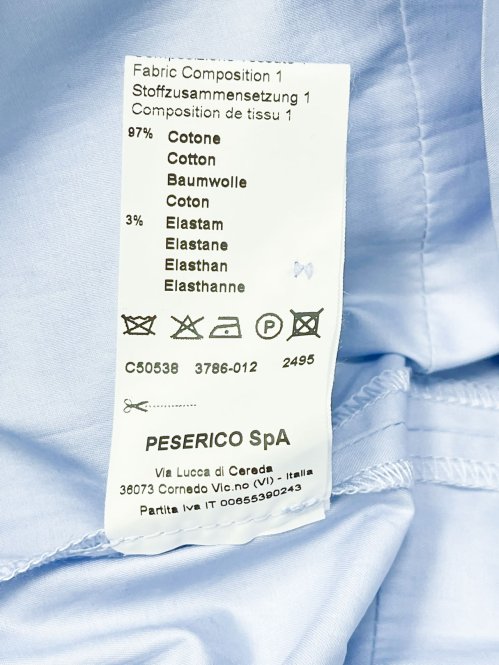 Fabric Composition 1
Stoffzusammensetzung 1
Composition de tissu 1
97% Cotone
Cotton
Baumwolle
Coton
3% Elastam
Elastane
Elasthan
Elasthanne
P
C50538 3786-012 2495
PESERICO SpA
Via Lucca di Cereda
36073 Cornedo Vic.no (VI) - Italia
Partita Iva IT 00655390243